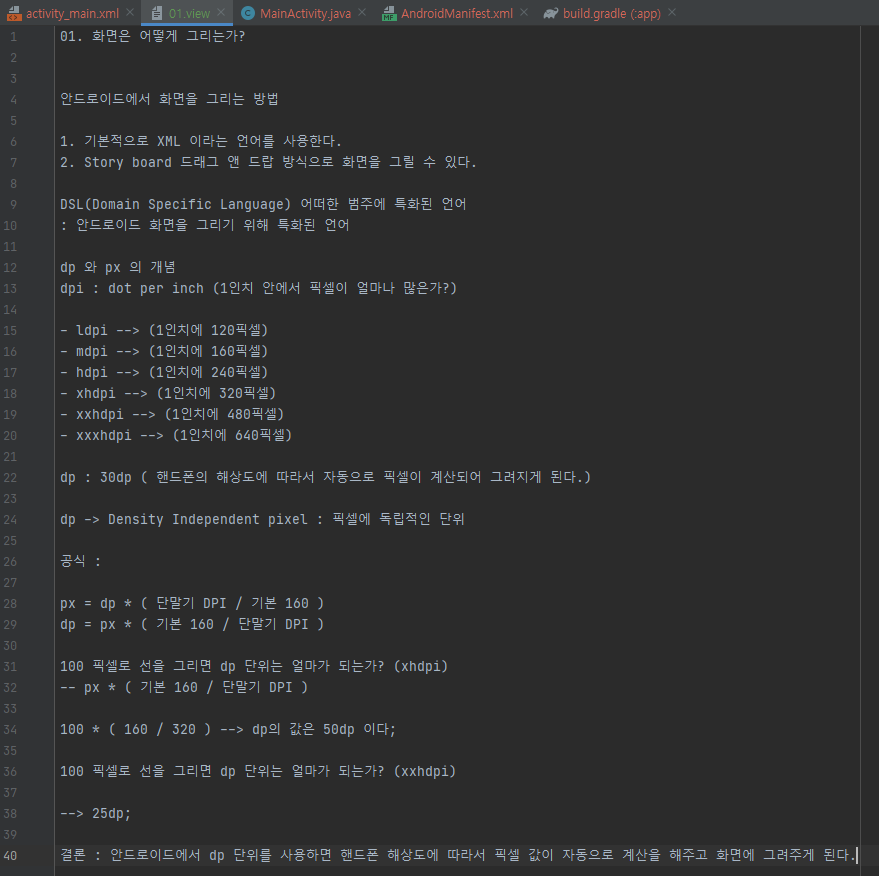 activity_main.xml × 01.view × MainActivity.java × AndroidManifest.xml × build.gradle (:app) ×
1 01. 화면은 어떻게 그리는가?
2
3
4 안드로이드에서 화면을 그리는 방법
5
6 1. 기본적으로 XML 이라는 언어를 사용한다.
7 2. Story board 드래그 앤 드랍 방식으로 화면을 그릴 수 있다.
8
9 DSL(Domain Specific Language) 어떠한 범주에 특화된 언어
10 : 안드로이드 화면을 그리기 위해 특화된 언어
11
12 dp 와 px 의 개념
13 dpi : dot per inch (1인치 안에서 픽셀이 얼마나 많은가?)
14
15 - ldpi --> (1인치에 120픽셀)
16 - mdpi --> (1인치에 160픽셀)
17 - hdpi --> (1인치에 240픽셀)
18 - xhdpi --> (1인치에 320픽셀)
19 - xxhdpi --> (1인치에 480픽셀)
20 - xxxhdpi --> (1인치에 640픽셀)
21
22 dp : 30dp ( 핸드폰의 해상도에 따라서 자동으로 픽셀이 계산되어 그려지게 된다.)
23
24 dp -> Density Independent pixel : 픽셀에 독립적인 단위
25
26 공식 :
27
28 px = dp * ( 단말기 DPI / 기본 160 )
29 dp = px * ( 기본 160 / 단말기 DPI )
30
31 100 픽셀로 선을 그리면 dp 단위는 얼마가 되는가? (xhdpi)
32 -- px * ( 기본 160 / 단말기 DPI )
33
34 100 * ( 160 / 320 ) --> dp의 값은 50dp 이다;
35
36 100 픽셀로 선을 그리면 dp 단위는 얼마가 되는가? (xxhdpi)
37
38 --> 25dp;
39
40 결론 : 안드로이드에서 dp 단위를 사용하면 핸드폰 해상도에 따라서 픽셀 값이 자동으로 계산을 해주고 화면에 그려주게 된다.